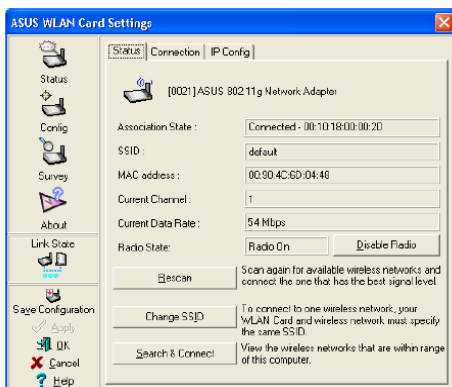 ASUS WLAN Card Settings
Status
Config
Survey
About
Link State
Save Configuration
Apply
OK
Cancel
Help
Status
Connection
IP Config
[0021] ASUS 802.11g Network Adapter
Association State :
Connected - 00:10:18:00:00:2D
SSID :
default
MAC address :
00:90:4C:6D:04:48
Current Channel :
1
Current Data Rate :
54 Mbps
Radio State:
Radio On
Disable Radio
Rescan
Scan again for available wireless networks and
connect the one that has the best signal level.
Change SSID
To connect to one wireless network, your
WLAN Card and wireless network must specify
the same SSID.
Search & Connect
View the wireless networks that are within range
of this computer.